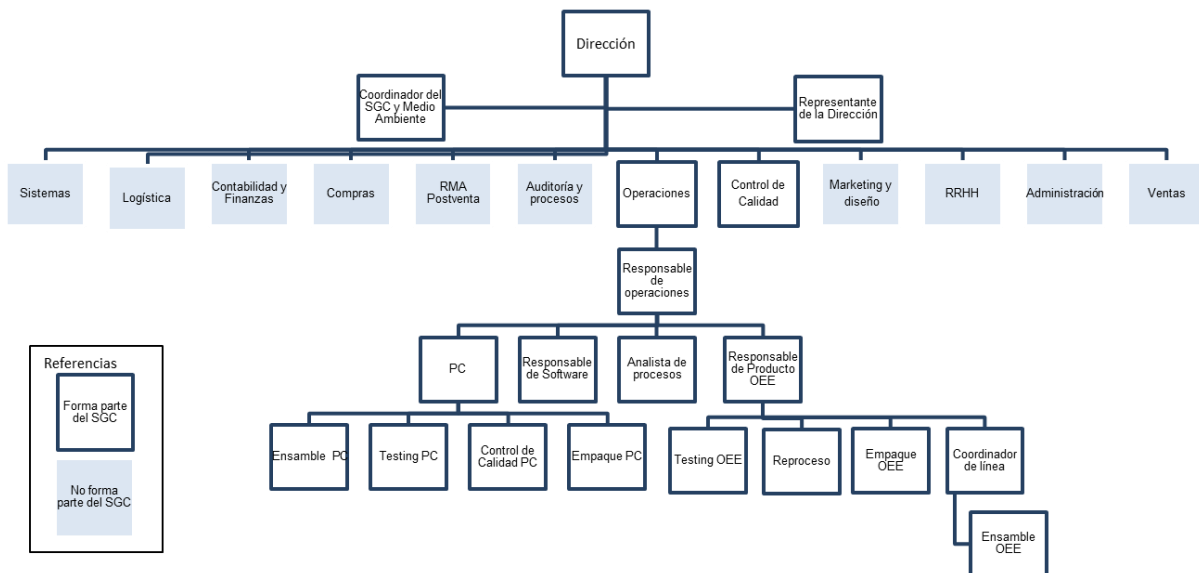 Dirección
Coordinador del
SGC y Medio
Ambiente
Representante
de la Dirección
Sistemas
Logística
Contabilidad y
Finanzas
Compras
RMA
Postventa
Auditoría y
procesos
Operaciones
Control de
Calidad
Marketing y
diseño
RRHH
Administración
Ventas
Responsable
de
operaciones
PC
Responsable
de Software
Analista de
procesos
Responsable
de Producto
OEE
Ensamble PC
Testing PC
Control de
Calidad PC
Empaque PC
Testing OEE
Reproceso
Empaque
OEE
Coordinador
de línea
Ensamble
OEE
Referencias
Forma parte
del SGC
No forma
parte del SGC